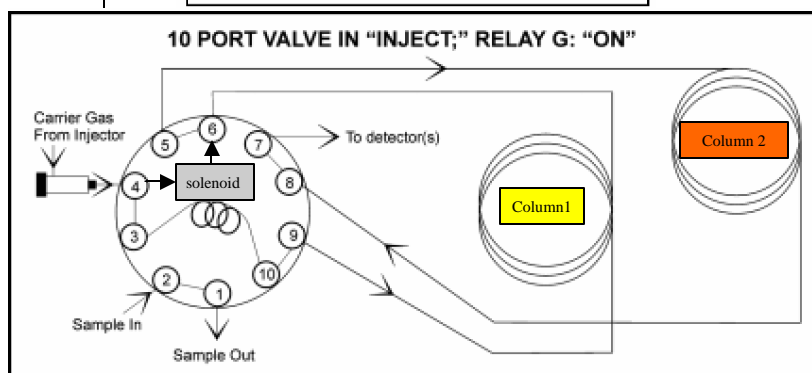 10 PORT VALVE IN “INJECT;” RELAY G: “ON”
Carrier Gas
From Injector
5
6
7
To detector(s)
Column 2
4
solenoid
8
Column1
3
9
2
10
1
Sample In
Sample Out